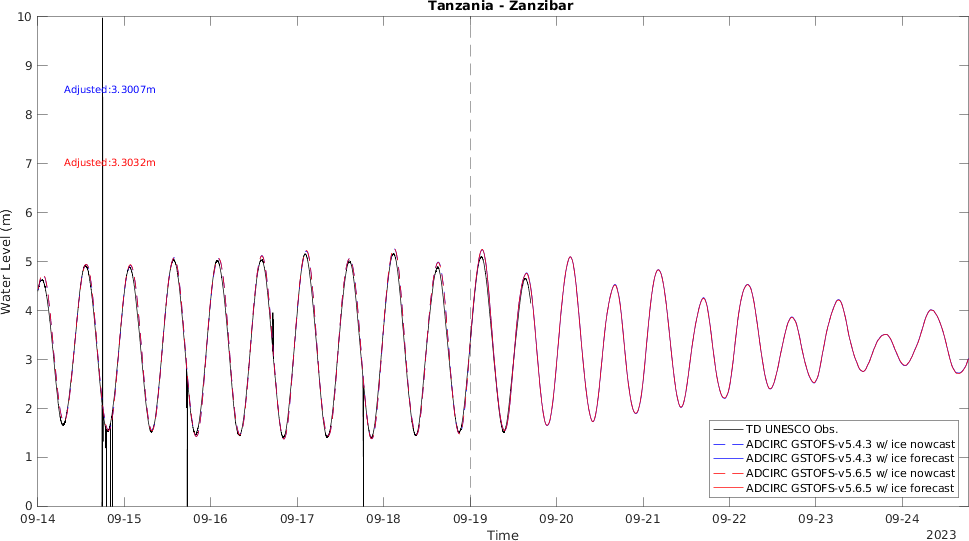 Tanzania - Zanzibar
10
9
8
7
6
5
4
3
2
1
0
Water Level (m)
Adjusted:3.3007m
Adjusted:3.3032m
TD UNESCO Obs.
ADCIRC GSTOFS-v5.4.3 w/ ice nowcast
ADCIRC GSTOFS-v5.4.3 w/ ice forecast
ADCIRC GSTOFS-v5.6.5 w/ ice nowcast
ADCIRC GSTOFS-v5.6.5 w/ ice forecast
09-14 09-15 09-16 09-17 09-18 09-19 09-20 09-21 09-22 09-23 09-24
Time
2023